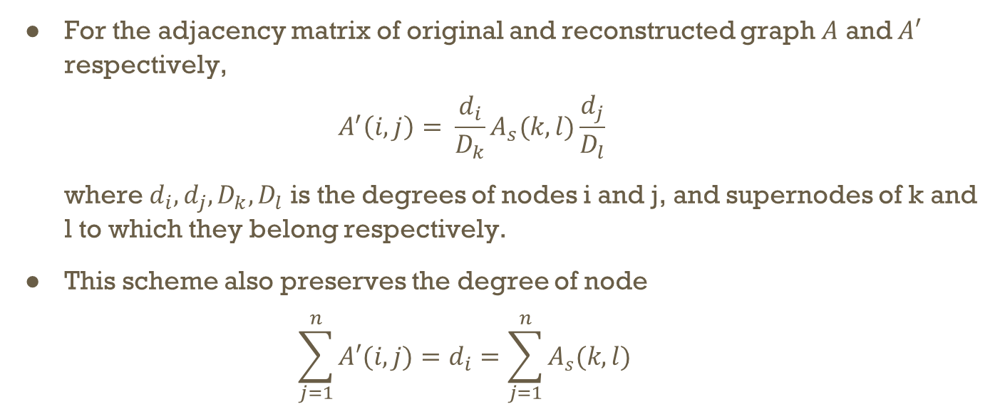 ● For the adjacency matrix of original and reconstructed graph A and A′
respectively,
A′(i, j) = \frac{d_i}{D_k} A_s(k, l) \frac{d_j}{D_l}
where d_i, d_j, D_k, D_l is the degrees of nodes i and j, and supernodes of k and
l to which they belong respectively.
● This scheme also preserves the degree of node
\sum_{j=1}^{n} A′(i, j) = d_i = \sum_{j=1}^{n} A_s(k, l)